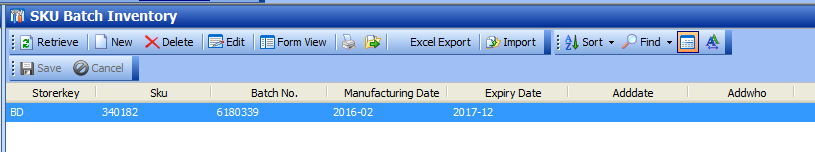 SKU Batch Inventory
Retrieve New Delete Edit Form View Excel Export Import Sort Find
Save Cancel
Storerkey Sku Batch No. Manufacturing Date Expiry Date Adddate Addwho
BD 340182 6180339 2016-02 2017-12